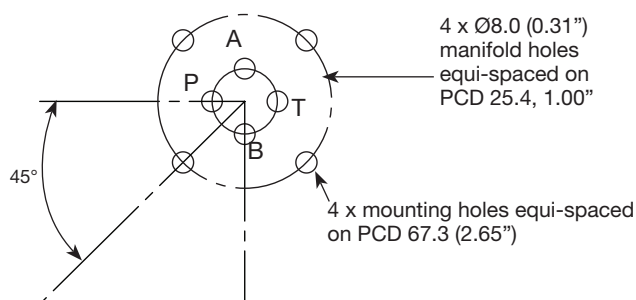 4 x Ø8.0 (0.31”)
manifold holes
equi-spaced on
PCD 25.4, 1.00”
A
P
T
B
45°
4 x mounting holes equi-spaced
on PCD 67.3 (2.65”)